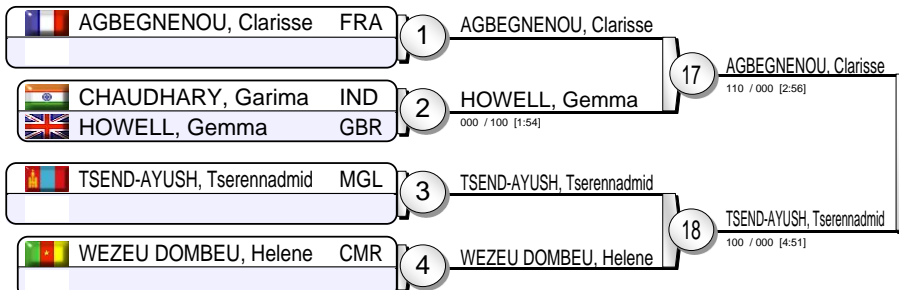 AGBEGNENOU, Clarisse FRA
1
AGBEGNENOU, Clarisse
17
AGBEGNENOU, Clarisse
110 / 000 [2:56]
CHAUDHARY, Garima IND
HOWELL, Gemma GBR
2
HOWELL, Gemma
000 / 100 [1:54]
TSEND-AYUSH, Tserennadmid MGL
3
TSEND-AYUSH, Tserennadmid
18
TSEND-AYUSH, Tserennadmid
100 / 000 [4:51]
WEZEU DOMBEU, Helene CMR
4
WEZEU DOMBEU, Helene